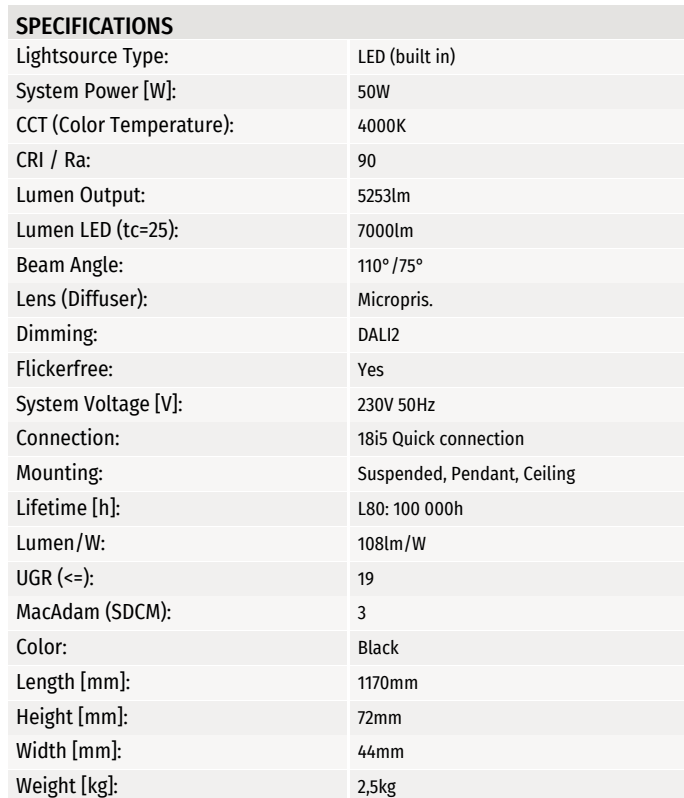 SPECIFICATIONS
Lightsource Type: LED (built in)
System Power [W]: 50W
CCT (Color Temperature): 4000K
CRI / Ra: 90
Lumen Output: 5253lm
Lumen LED (tc=25): 7000lm
Beam Angle: 110°/75°
Lens (Diffuser): Micropris.
Dimming: DALI2
Flickerfree: Yes
System Voltage [V]: 230V 50Hz
Connection: 18i5 Quick connection
Mounting: Suspended, Pendant, Ceiling
Lifetime [h]: L80: 100 000h
Lumen/W: 108lm/W
UGR (<=): 19
MacAdam (SDCM): 3
Color: Black
Length [mm]: 1170mm
Height [mm]: 72mm
Width [mm]: 44mm
Weight [kg]: 2,5kg